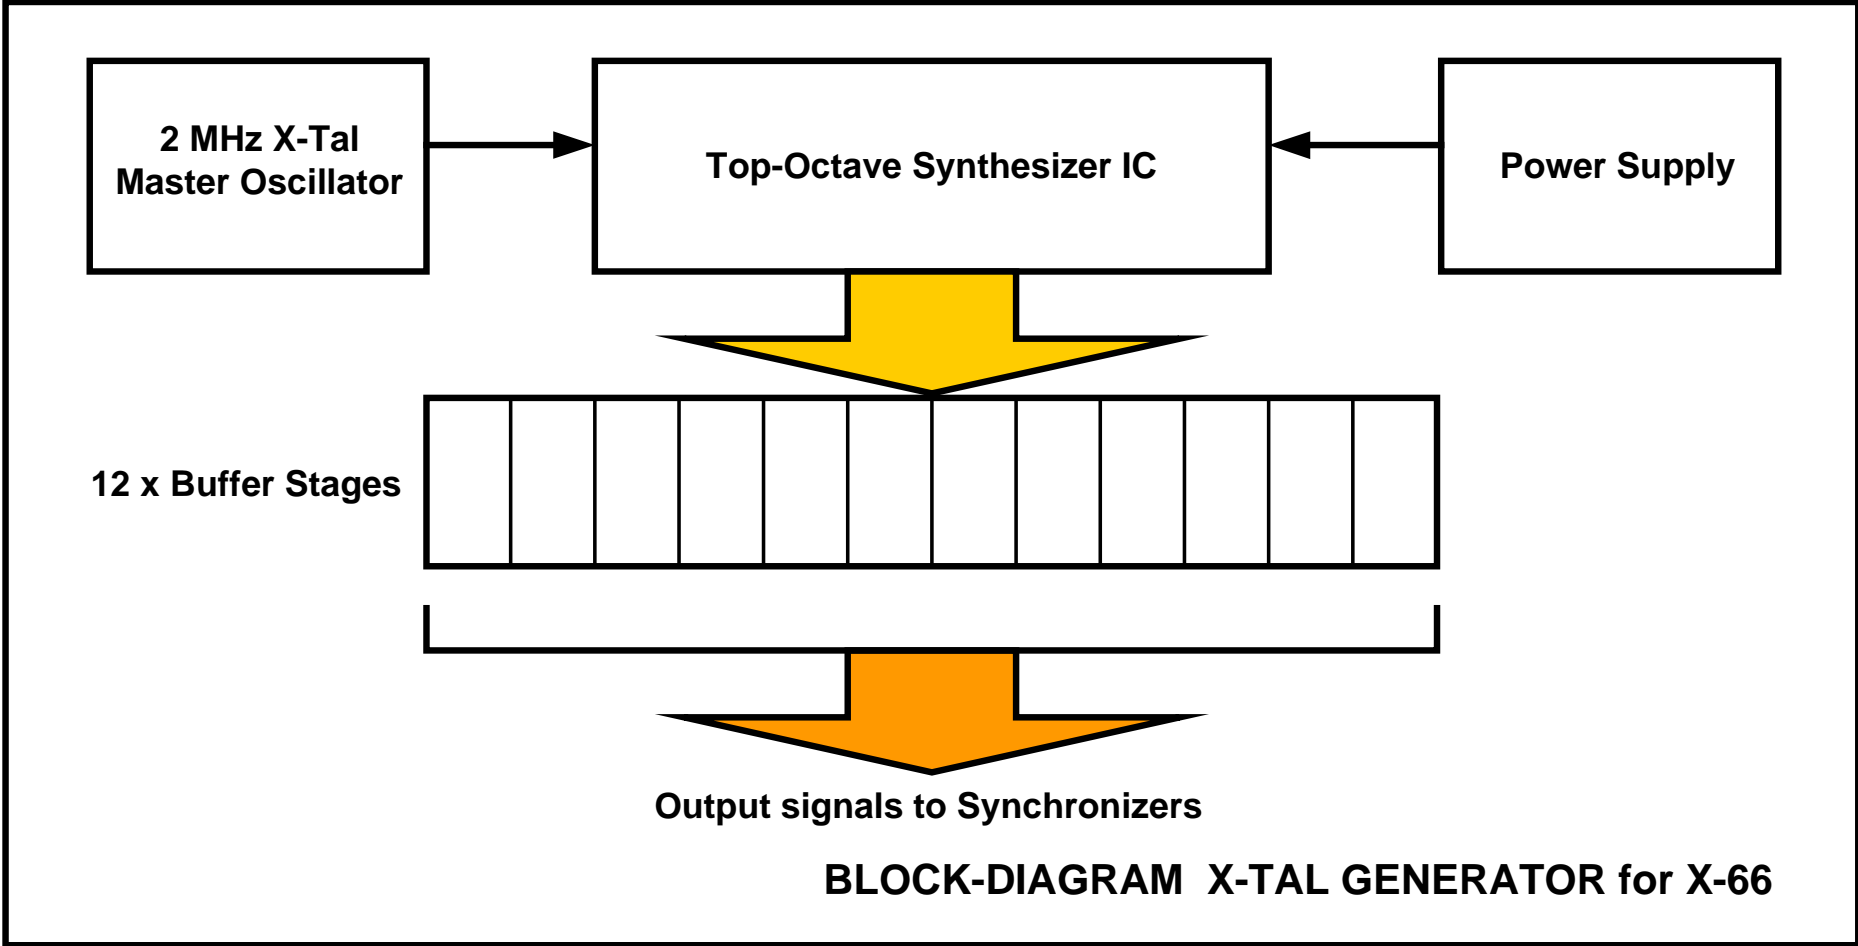 2 MHz X-Tal
Master Oscillator
Top-Octave Synthesizer IC
Power Supply
12 x Buffer Stages
Output signals to Synchronizers
BLOCK-DIAGRAM  X-TAL GENERATOR for X-66